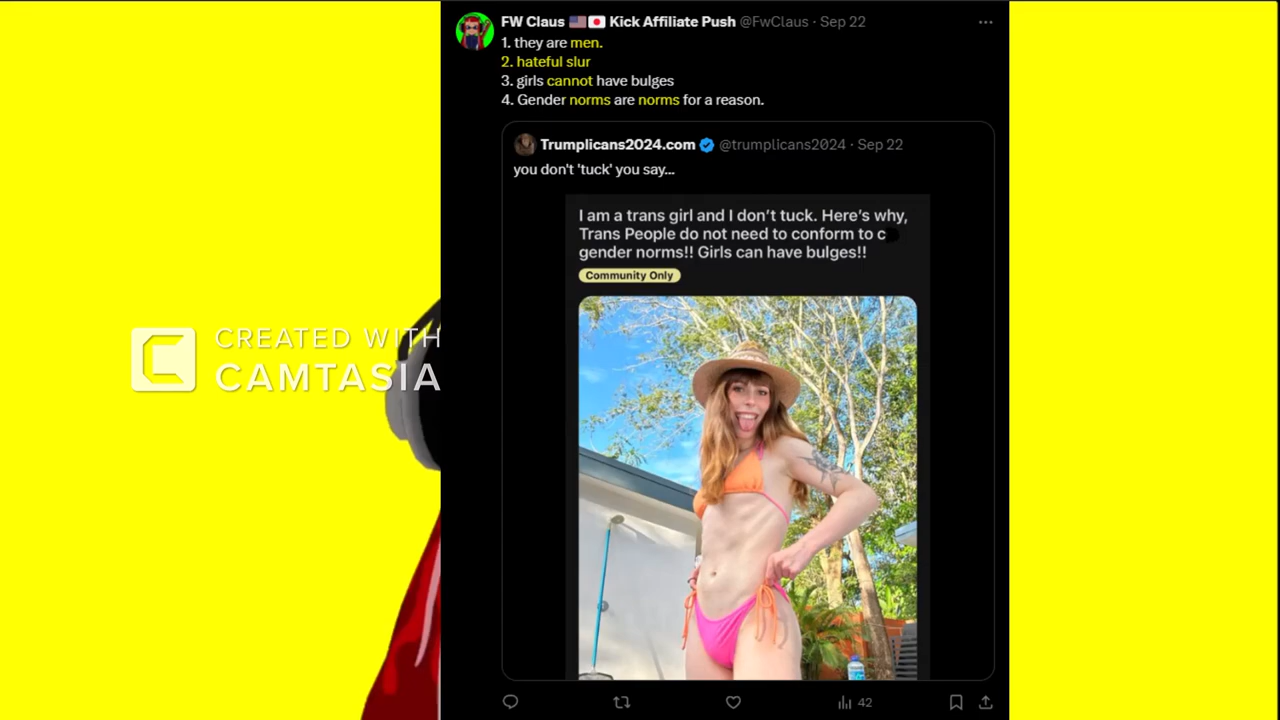 FW Claus 🇺🇸🇯🇵 Kick Affiliate Push @FwClaus · Sep 22
1. they are men.
2. hateful slur
3. girls cannot have bulges
4. Gender norms are norms for a reason.
Trumplicans2024.com @trumplicans2024 · Sep 22
you don't 'tuck' you say...
I am a trans girl and I don't tuck. Here's why,
Trans People do not need to conform to c
gender norms!! Girls can have bulges!!
Community Only
CREATED WITH
CAMTASIA
42